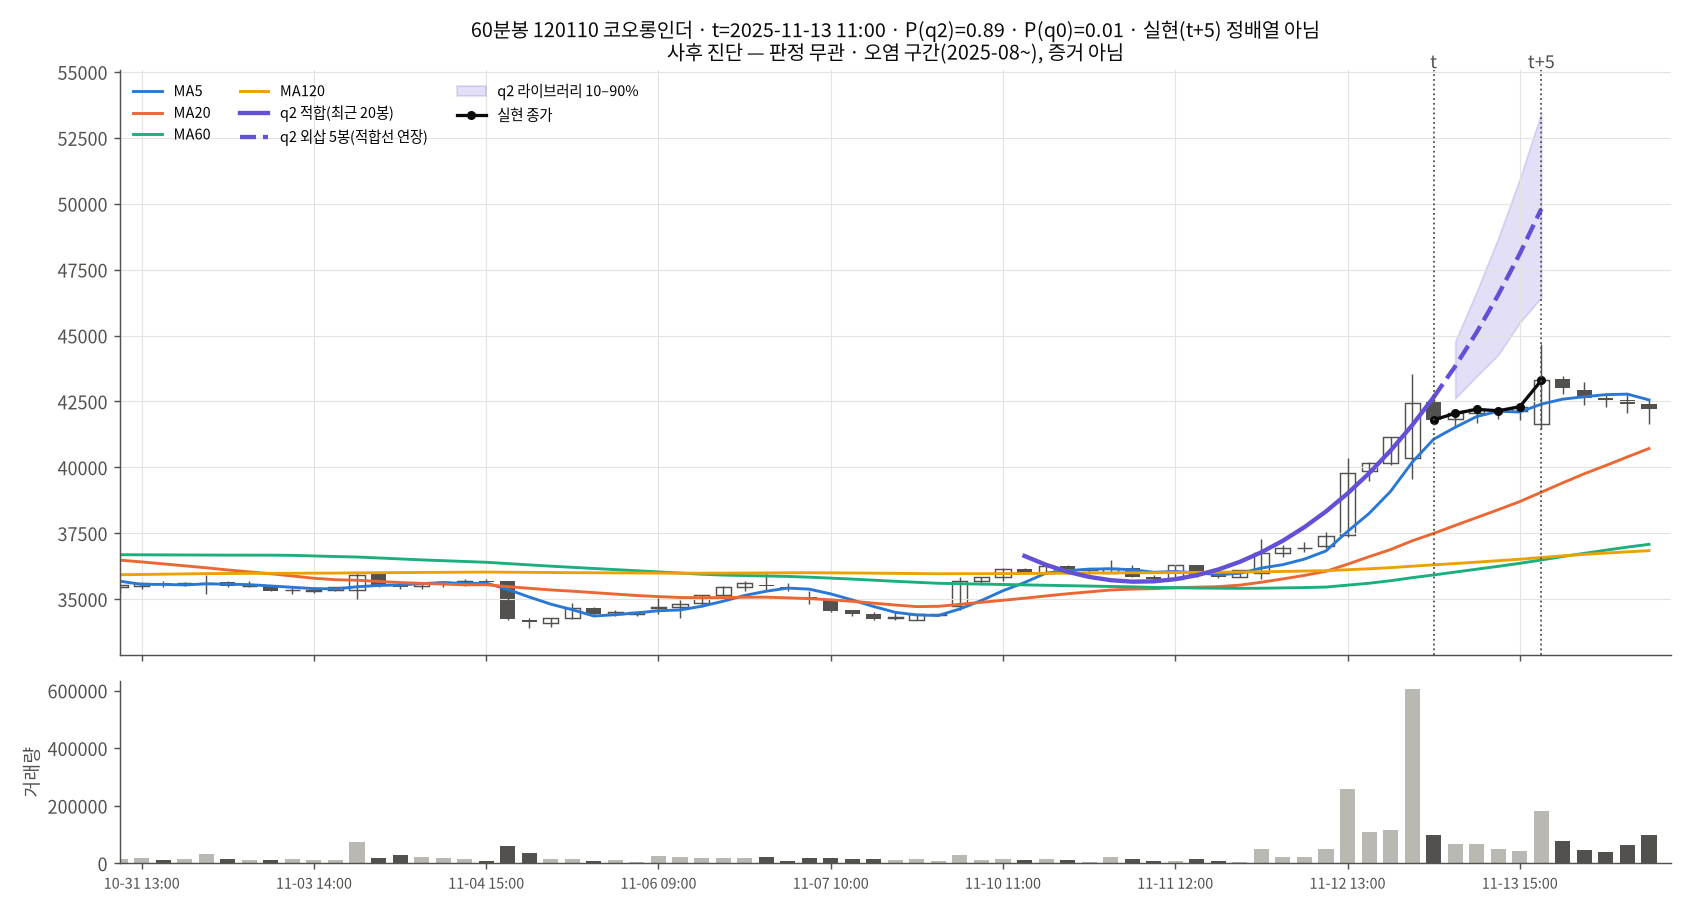 60분봉 120110 코오롱인더 · t=2025-11-13 11:00 · P(q2)=0.89 · P(q0)=0.01 · 실현(t+5) 정배열 아님
사후 진단 — 판정 무관 · 오염 구간(2025-08~), 증거 아님
t
t+5
MA5
MA20
MA60
MA120
q2 적합(최근 20봉)
q2 외삽 5봉(적합선 연장)
q2 라이브러리 10–90%
실현 종가
55000
52500
50000
47500
45000
42500
40000
37500
35000
거래량
600000
400000
200000
0
10-31 13:00
11-03 14:00
11-04 15:00
11-06 09:00
11-07 10:00
11-10 11:00
11-11 12:00
11-12 13:00
11-13 15:00